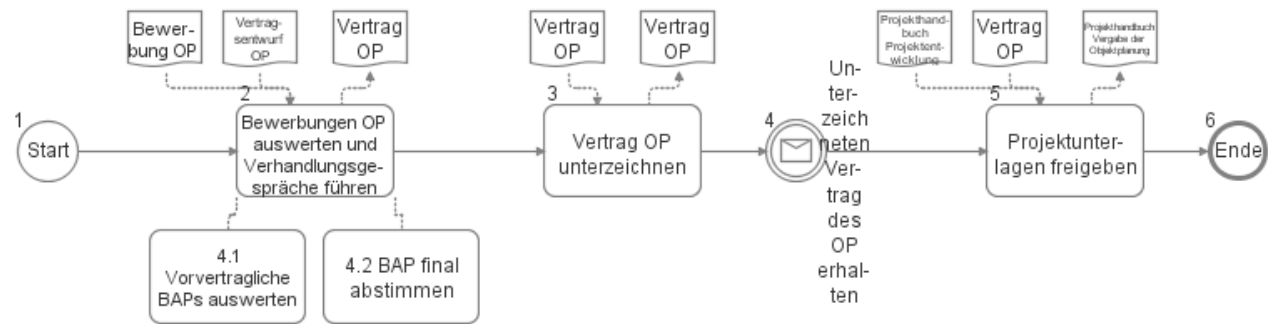 Bewer-
bung OP
Vertrag-
sentwurf
OP
Vertrag
OP
Vertrag
OP
Vertrag
OP
Projekthand-
buch
Projektent-
wicklung
Vertrag
OP
Projekthandbuch
Vergabe der
Objektplanung
1
Start
2
Bewerbungen OP
auswerten und
Verhandlungsge-
spräche führen
3
Vertrag OP
unterzeichnen
4
Un-
ter-
zeich
neten
Ver-
trag
des
OP
erhal-
ten
5
Projektunter-
lagen freigeben
6
Ende
4.1
Vorvertragliche
BAPs auswerten
4.2 BAP final
abstimmen